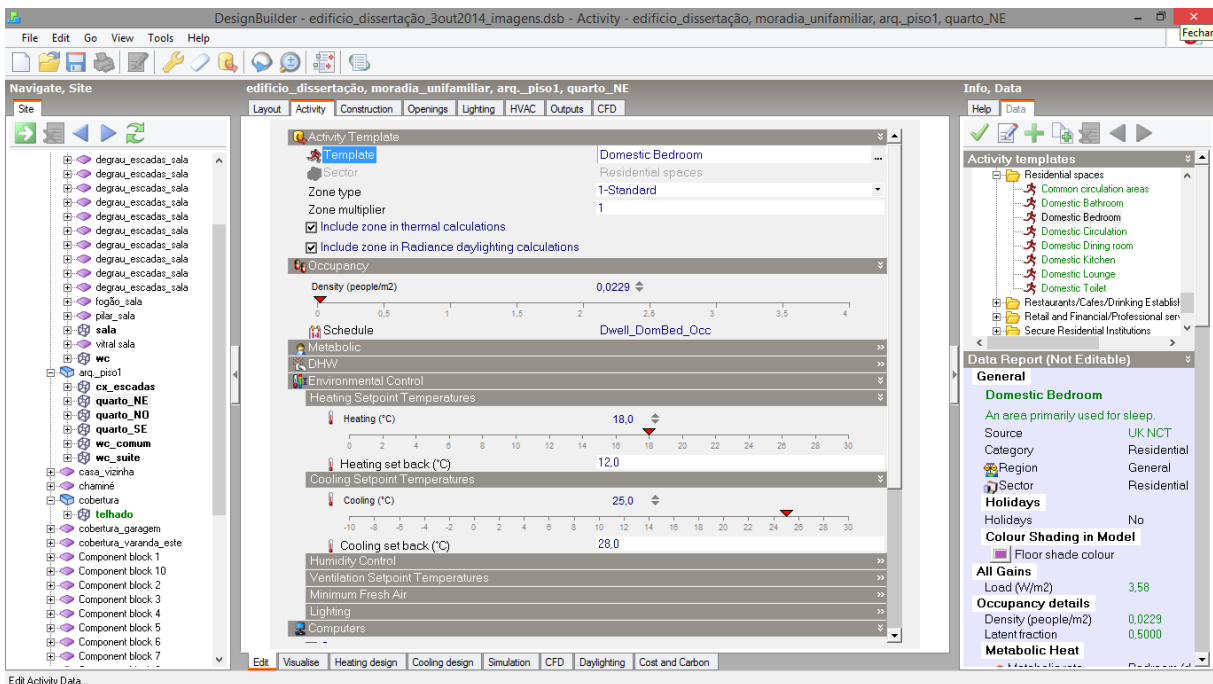 DesignBuilder - edificio_dissertação_3out2014_imagens.dsb - Activity - edificio_dissertação, moradia_unifamiliar, arq._piso1, quarto_NE
Fechar
File Edit Go View Tools Help
Navigate, Site
Site
degrau_escadas_sala
degrau_escadas_sala
degrau_escadas_sala
degrau_escadas_sala
degrau_escadas_sala
degrau_escadas_sala
degrau_escadas_sala
degrau_escadas_sala
degrau_escadas_sala
degrau_escadas_sala
fogão_sala
pilar_sala
sala
vitral sala
wc
arq._piso1
cx_escadas
quarto_NE
quarto_NO
quarto_SE
wc_comum
wc_suite
casa_vizinha
chaminé
cobertura
telhado
cobertura_garagem
cobertura_varanda_este
Component block 1
Component block 10
Component block 2
Component block 3
Component block 4
Component block 5
Component block 6
Component block 7
edificio_dissertação, moradia_unifamiliar, arq._piso1, quarto_NE
Layout Activity Construction Openings Lighting HVAC Outputs CFD
Activity Template
Template Domestic Bedroom ...
Sector Residential spaces
Zone type 1-Standard
Zone multiplier 1
Include zone in thermal calculations
Include zone in Radiance daylighting calculations
Occupancy
Density (people/m2) 0,0229
0 0,5 1 1,5 2 2,5 3 3,5 4
Schedule Dwell_DomBed_Occ
Metabolic
DHW
Environmental Control
Heating Setpoint Temperatures
Heating (°C) 18,0
0 2 4 6 8 10 12 14 16 18 20 22 24 26 28 30
Heating set back (°C) 12,0
Cooling Setpoint Temperatures
Cooling (°C) 25,0
-10 -8 -6 -4 -2 0 2 4 6 8 10 12 14 16 18 20 22 24 26 28 30
Cooling set back (°C) 28,0
Humidity Control
Ventilation Setpoint Temperatures
Minimum Fresh Air
Lighting
Computers
Edit Visualise Heating design Cooling design Simulation CFD Daylighting Cost and Carbon
Info, Data
Help Data
Activity templates
Residential spaces
Common circulation areas
Domestic Bathroom
Domestic Bedroom
Domestic Circulation
Domestic Dining room
Domestic Kitchen
Domestic Lounge
Domestic Toilet
Restaurants/Cafes/Drinking Establish
Retail and Financial/Professional serv
Secure Residential Institutions
Data Report (Not Editable)
General
Domestic Bedroom
An area primarily used for sleep.
Source UK NCT
Category Residential
Region General
Sector Residential
Holidays
Holidays No
Colour Shading in Model
Floor shade colour
All Gains
Load (W/m2) 3,58
Occupancy details
Density (people/m2) 0,0229
Latent fraction 0,5000
Metabolic Heat
Edit Activity Data...